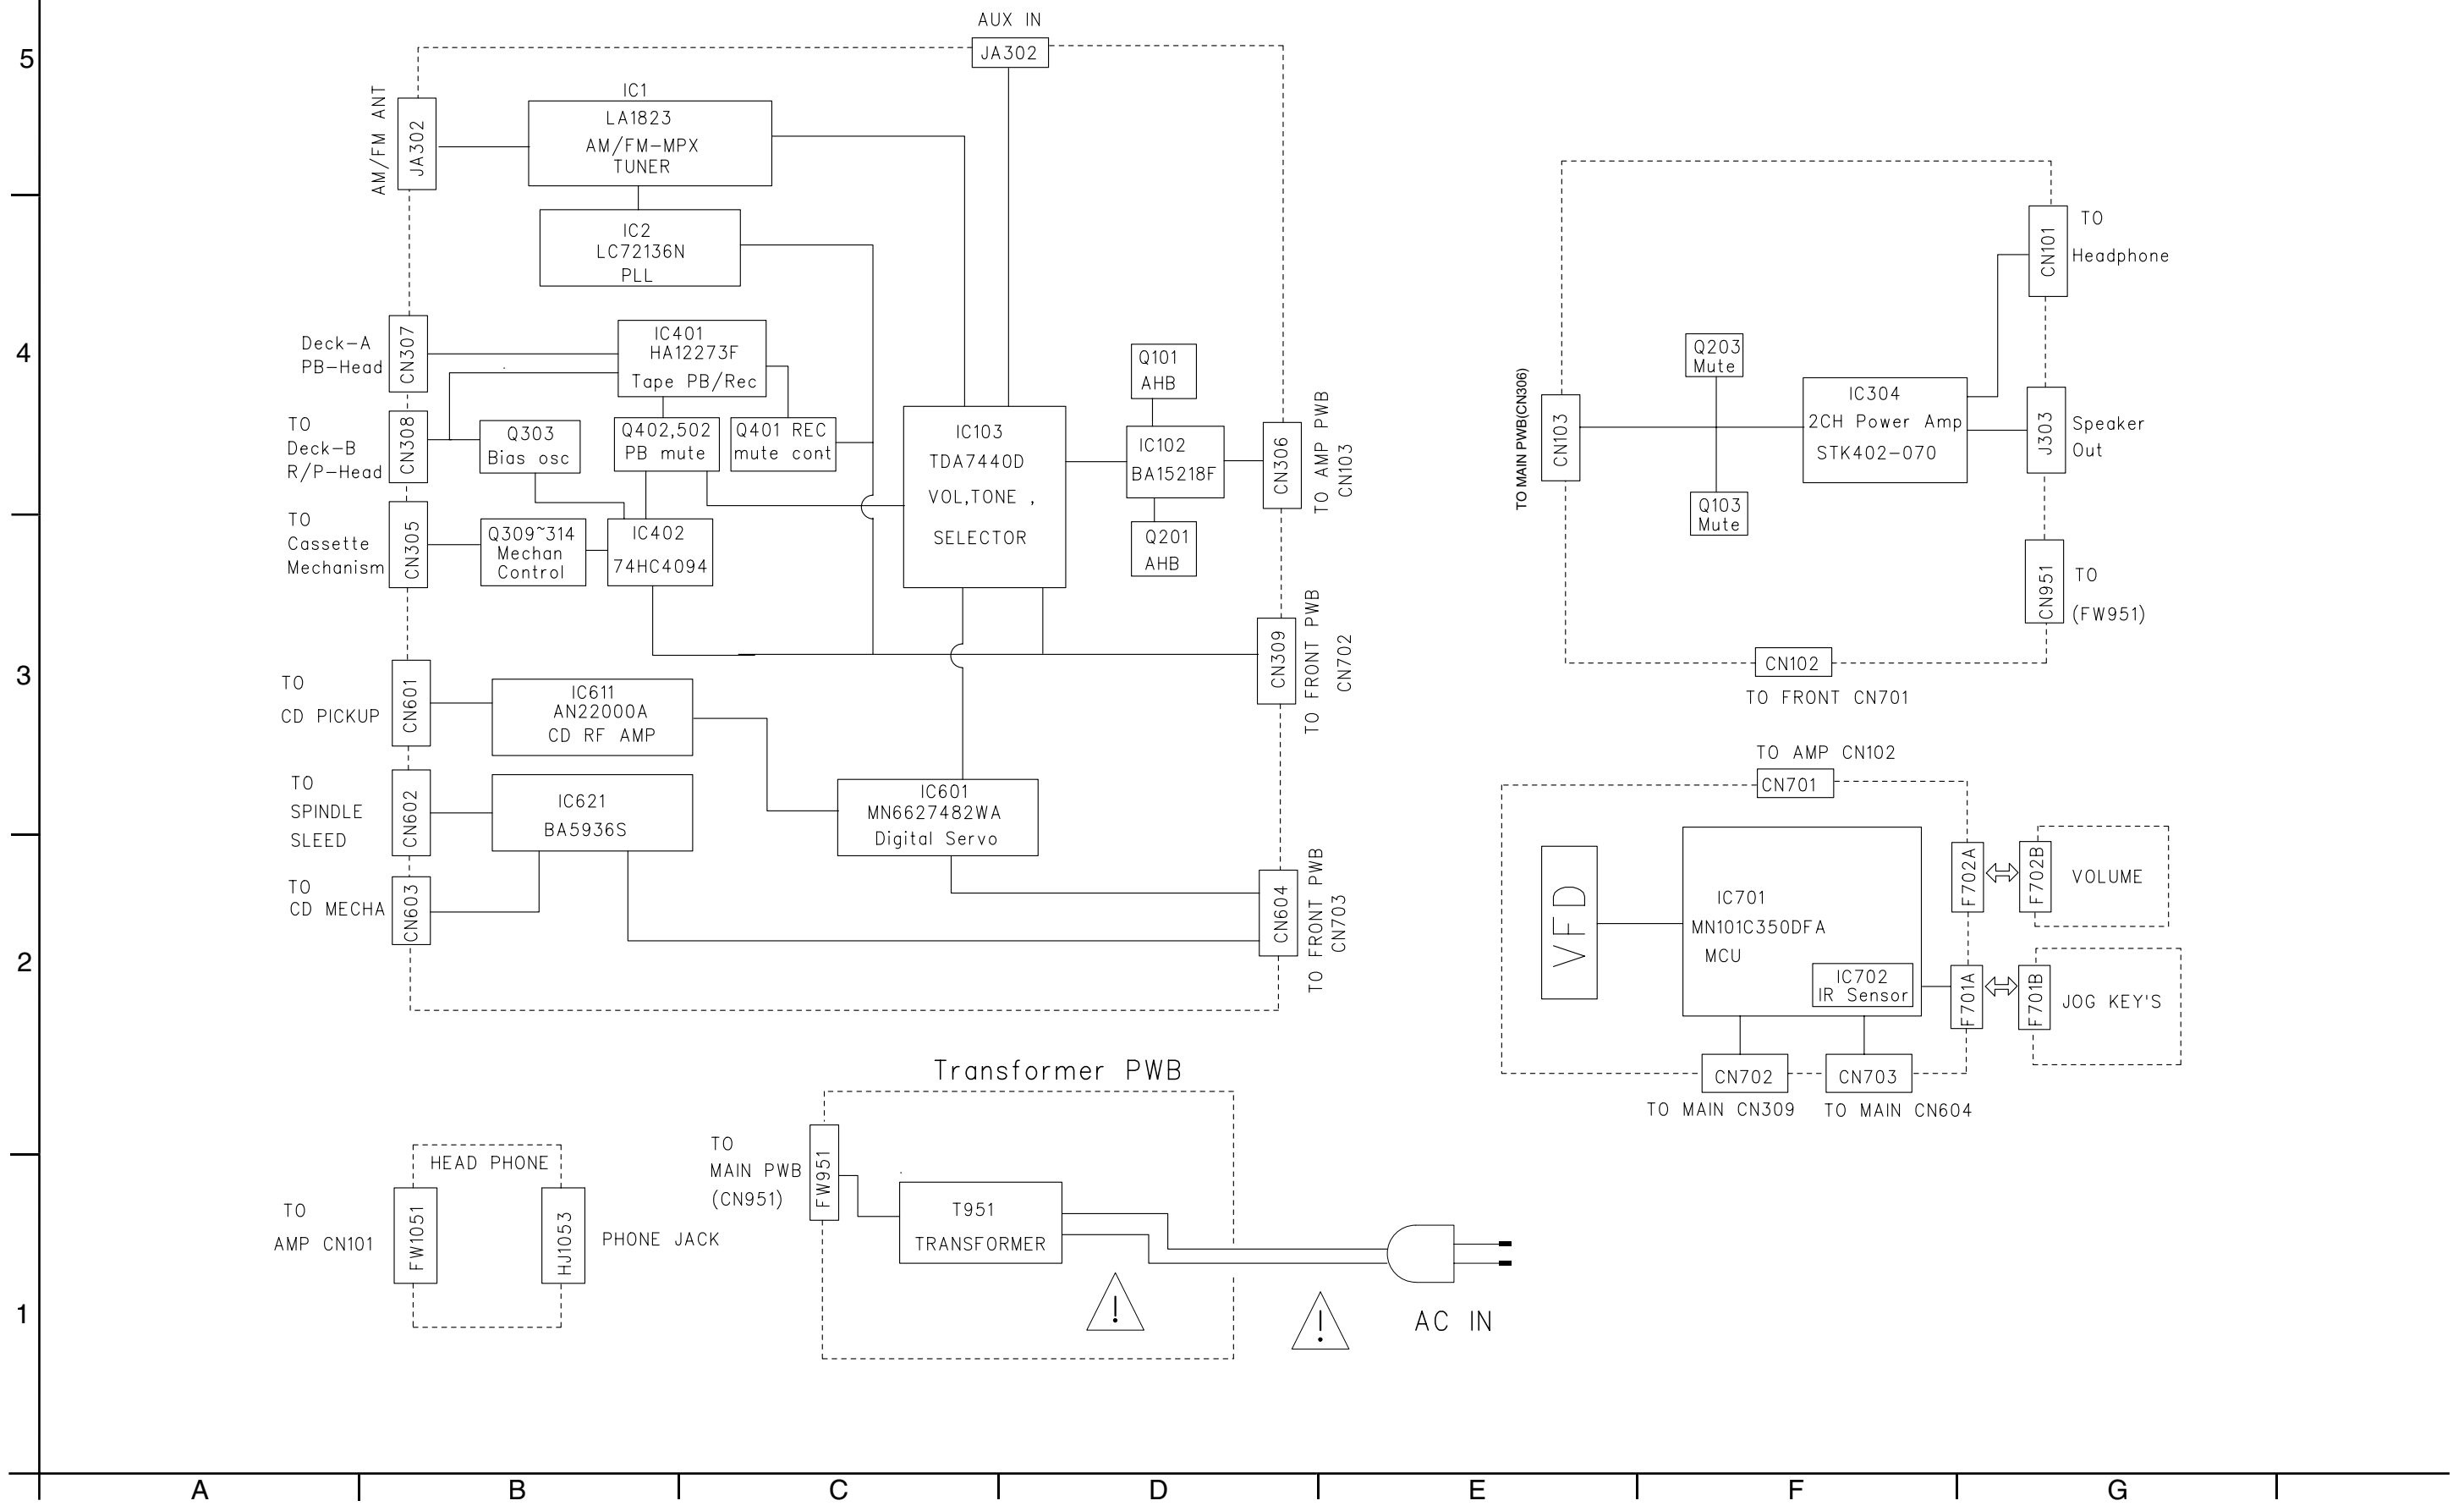 AUX IN
JA302
5
AM/FM ANT
JA302
IC1
LA1823
AM/FM-MPX
TUNER
IC2
LC72136N
PLL
4
Deck-A
PB-Head
CN307
IC401
HA12273F
Tape PB/Rec
TO
Deck-B
R/P-Head
CN308
Q303
Bias osc
Q402,502
PB mute
Q401 REC
mute cont
IC103
TDA7440D
VOL,TONE ,
SELECTOR
Q101
AHB
IC102
BA15218F
Q201
AHB
CN306
TO AMP PWB
CN103
TO
Cassette
Mechanism
CN305
Q309~314
Mechan
Control
IC402
74HC4094
CN309
TO FRONT PWB
CN702
3
TO
CD PICKUP
CN601
IC611
AN22000A
CD RF AMP
TO
SPINDLE
SLEED
CN602
IC621
BA5936S
IC601
MN6627482WA
Digital Servo
TO
CD MECHA
CN603
CN604
TO FRONT PWB
CN703
2
TO MAIN PWB(CN306)
CN103
Q203
Mute
Q103
Mute
IC304
2CH Power Amp
STK402-070
CN101
TO
Headphone
J303
Speaker
Out
CN951
TO
(FW951)
CN102
TO FRONT CN701
TO AMP CN102
CN701
VFD
IC701
MN101C350DFA
MCU
IC702
IR Sensor
F702A
F702B
VOLUME
F701A
F701B
JOG KEY'S
CN702
CN703
TO MAIN CN309
TO MAIN CN604
Transformer PWB
TO
MAIN PWB
(CN951)
FW951
T951
TRANSFORMER
!
!
AC IN
HEAD PHONE
TO
AMP CN101
FW1051
HJ1053
PHONE JACK
1
A
B
C
D
E
F
G